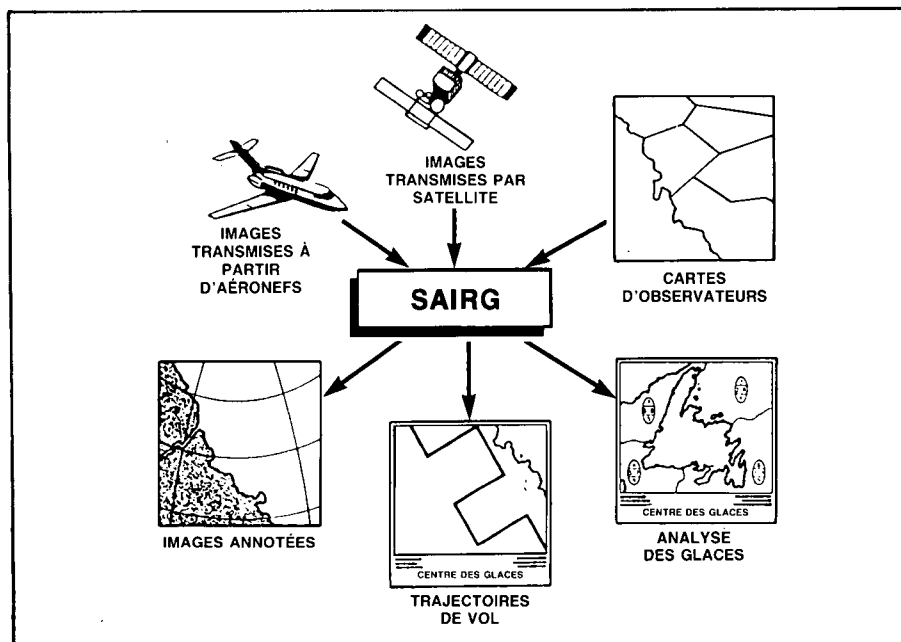 IMAGES
TRANSMISES PAR
SATELLITE
IMAGES
TRANSMISES À
PARTIR
D'AÉRONEFS
CARTES
D'OBSERVATEURS
SAIRG
IMAGES ANNOTÉES
CENTRE DES GLACES
TRAJECTOIRES
DE VOL
CENTRE DES GLACES
ANALYSE
DES GLACES